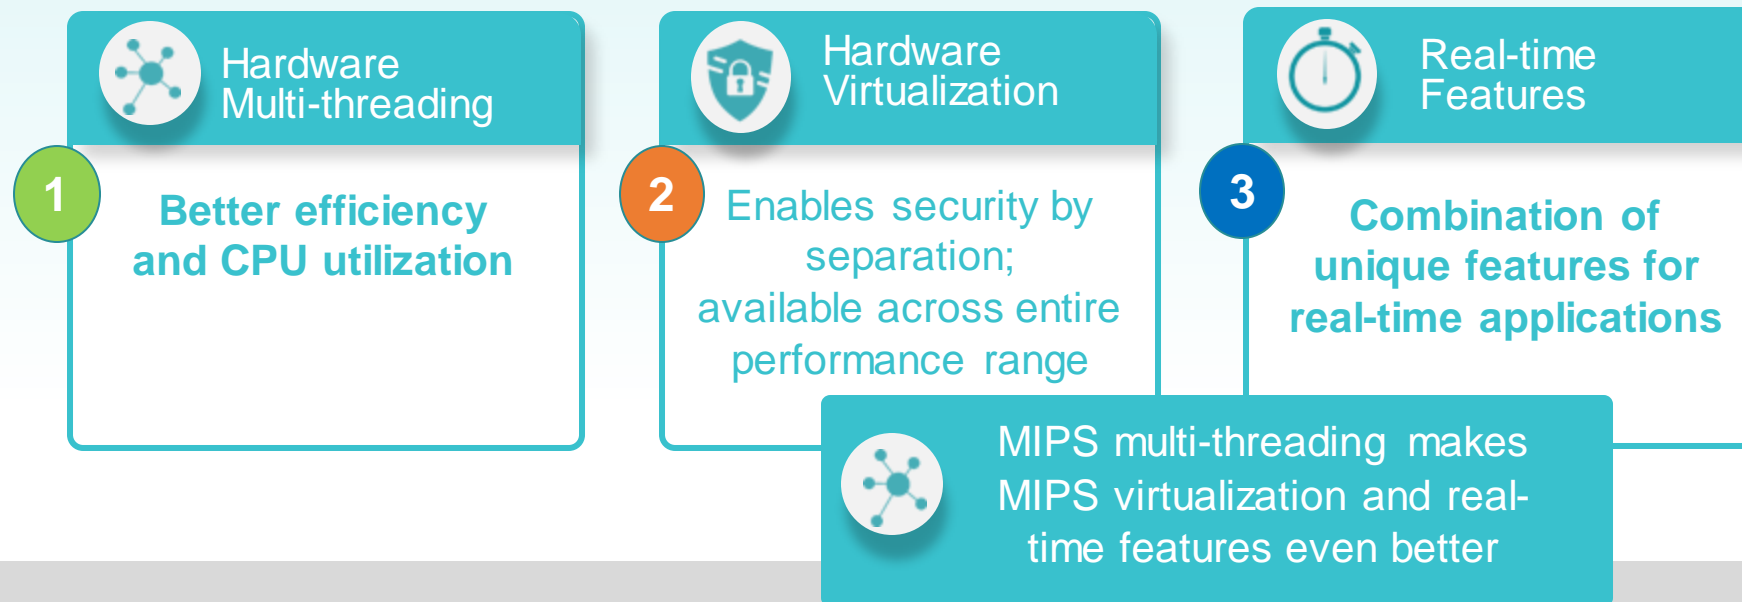 Hardware
Multi-threading
1
Better efficiency
and CPU utilization
Hardware
Virtualization
2
Enables security by
separation;
available across entire
performance range
Real-time
Features
3
Combination of
unique features for
real-time applications
MIPS multi-threading makes
MIPS virtualization and real-
time features even better